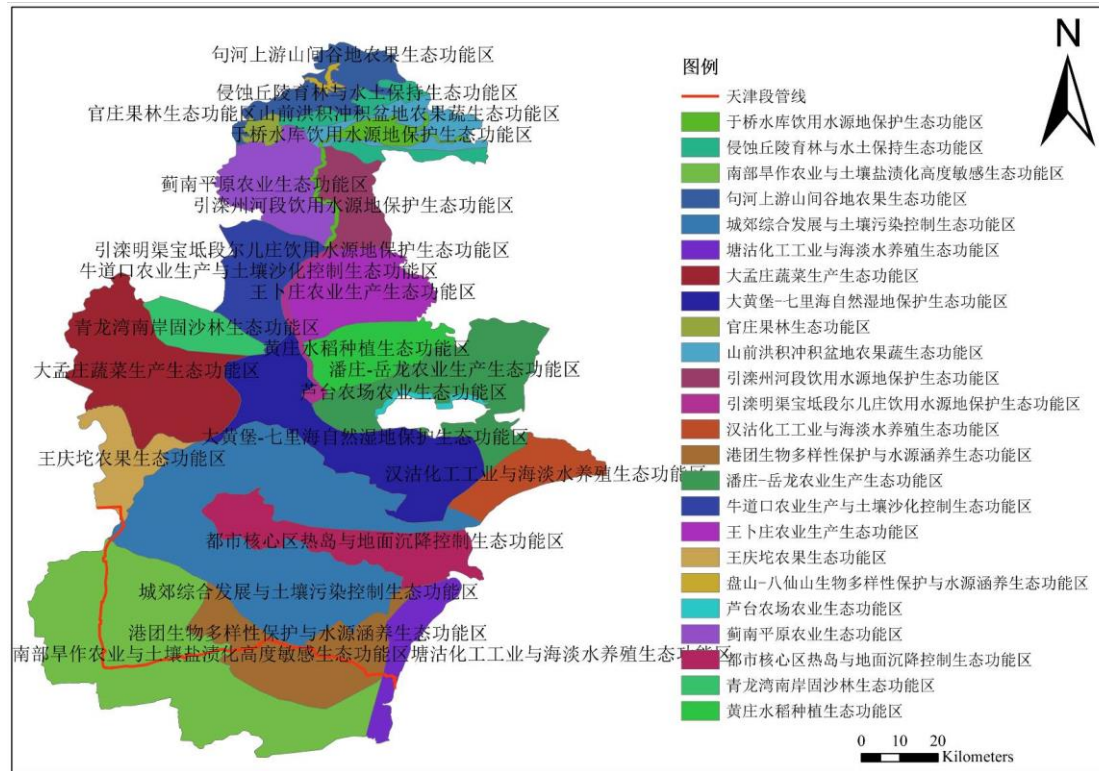 句河上游山间谷地农果生态功能区
侵蚀丘陵育林与水土保持生态功能区
官庄果林生态功能区山前洪积冲积盆地农果蔬生态功能区
于桥水库饮用水源地保护生态功能区
蓟南平原农业生态功能区
引滦州河段饮用水源地保护生态功能区
引滦明渠宝坻段尔儿庄饮用水源地保护生态功能区
牛道口农业生产与土壤沙化控制生态功能区
王卜庄农业生产生态功能区
青龙湾南岸固沙林生态功能区
黄庄水稻种植生态功能区
大孟庄蔬菜生产生态功能区
潘庄-岳龙农业生产生态功能区
芦台农场农业生态功能区
大黄堡-七里海自然湿地保护生态功能区
王庆坨农果生态功能区
汉沽化工工业与海淡水养殖生态功能区
都市核心区热岛与地面沉降控制生态功能区
城郊综合发展与土壤污染控制生态功能区
港团生物多样性保护与水源涵养生态功能区
南部旱作农业与土壤盐渍化高度敏感生态功能区塘沽化工工业与海淡水养殖生态功能区
N
图例
天津段管线
于桥水库饮用水源地保护生态功能区
侵蚀丘陵育林与水土保持生态功能区
南部旱作农业与土壤盐渍化高度敏感生态功能区
句河上游山间谷地农果生态功能区
城郊综合发展与土壤污染控制生态功能区
塘沽化工工业与海淡水养殖生态功能区
大孟庄蔬菜生产生态功能区
大黄堡-七里海自然湿地保护生态功能区
官庄果林生态功能区
山前洪积冲积盆地农果蔬生态功能区
引滦州河段饮用水源地保护生态功能区
引滦明渠宝坻段尔儿庄饮用水源地保护生态功能区
汉沽化工工业与海淡水养殖生态功能区
港团生物多样性保护与水源涵养生态功能区
潘庄-岳龙农业生产生态功能区
牛道口农业生产与土壤沙化控制生态功能区
王卜庄农业生产生态功能区
王庆坨农果生态功能区
盘山-八仙山生物多样性保护与水源涵养生态功能区
芦台农场农业生态功能区
蓟南平原农业生态功能区
都市核心区热岛与地面沉降控制生态功能区
青龙湾南岸固沙林生态功能区
黄庄水稻种植生态功能区
0 10 20
Kilometers